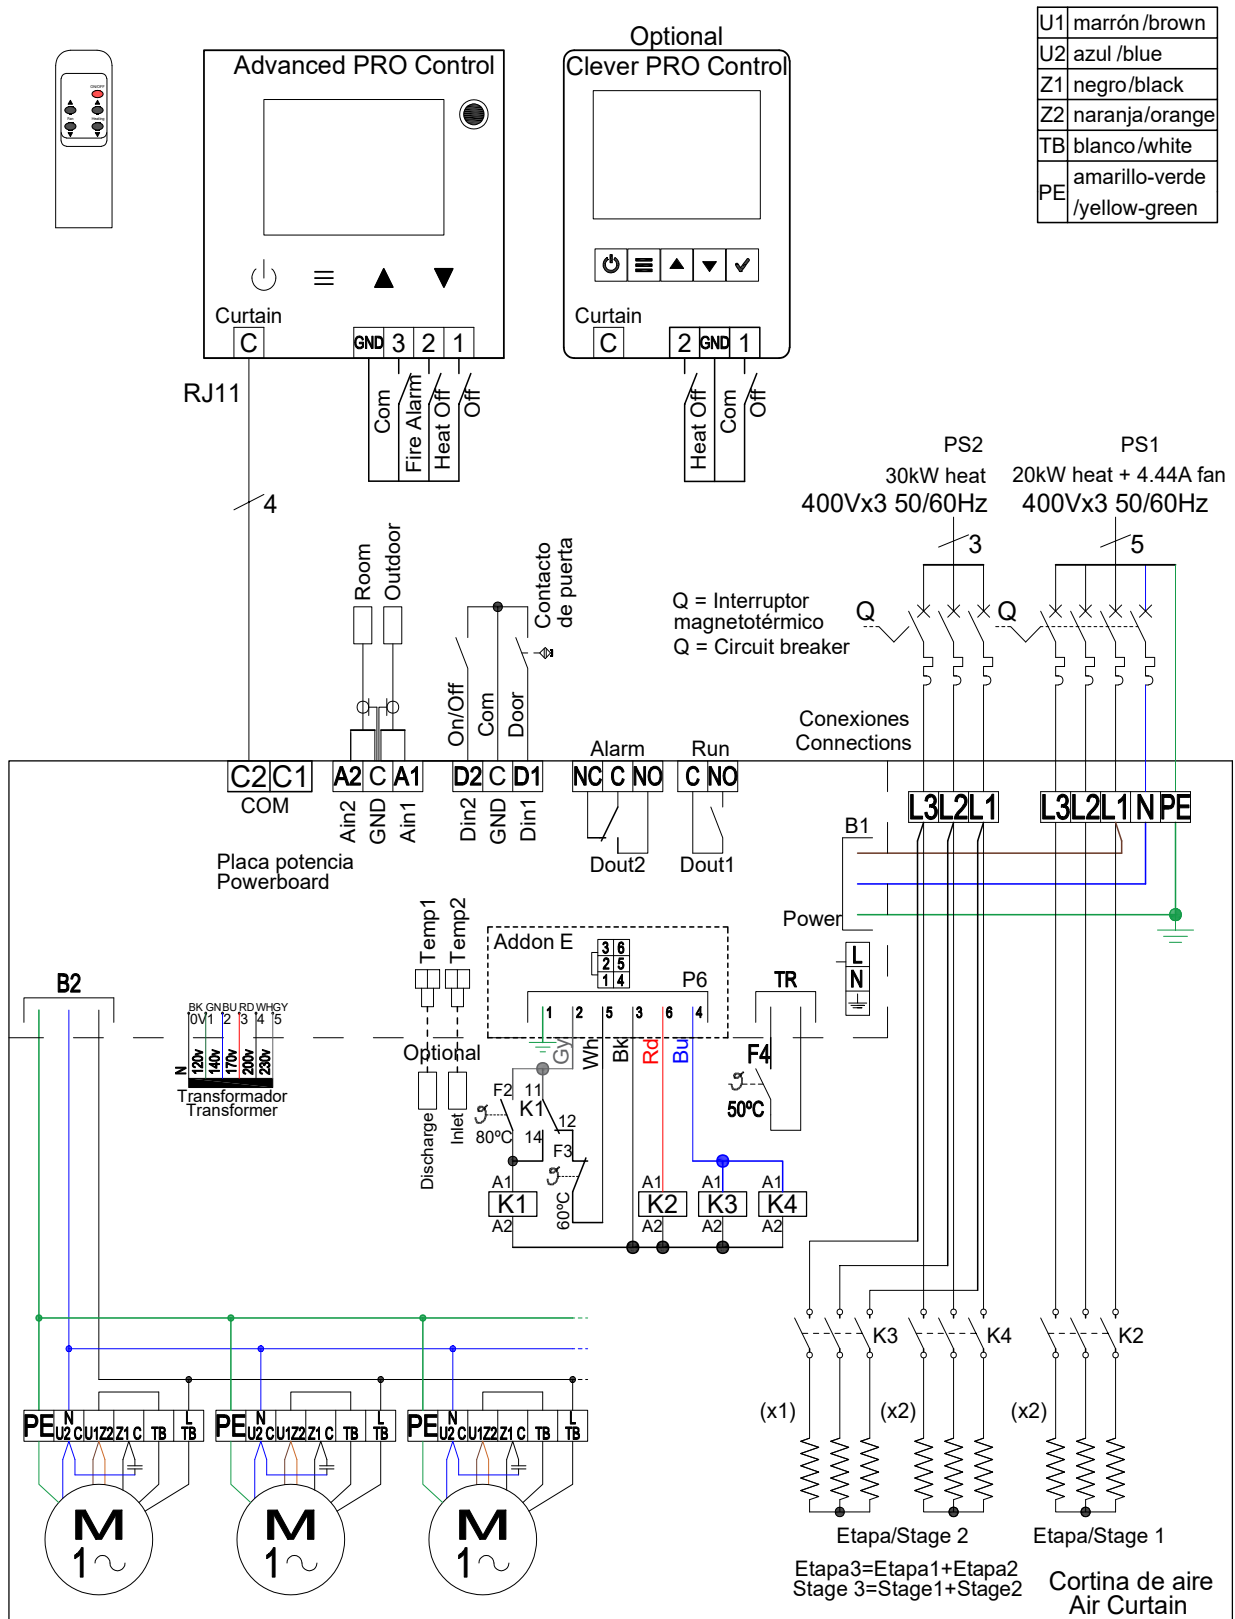 ON/OFF
Fan
Heating
Advanced PRO Control
Curtain
C
GND 3 2 1
RJ11
Com
Fire Alarm
Heat Off
Off
4
Optional
Clever PRO Control
Curtain
C
2 GND 1
Heat Off
Com
Off
U1 marrón/brown
U2 azul/blue
Z1 negro/black
Z2 naranja/orange
TB blanco/white
PE amarillo-verde
/yellow-green
PS2
30kW heat
400Vx3 50/60Hz
3
PS1
20kW heat + 4.44A fan
400Vx3 50/60Hz
5
Q
Q
Q = Interruptor
magnetotérmico
Q = Circuit breaker
Room
Outdoor
Contacto
de puerta
On/Off
Com
Door
Conexiones
Connections
C2 C1
COM
A2 C A1
Ain2
GND
Ain1
D2 C D1
Din2
GND
Din1
Alarm
NC C NO
Dout2
Run
C NO
Dout1
L3 L2 L1
L3 L2 L1 N PE
B1
Power
L
N
Placa potencia
Powerboard
Temp1
Temp2
Addon E
3 6
2 5
1 4
P6
1 2 5 3 6 4
TR
B2
BK GN BU RD WH GY
0V 1 2 3 4 5
N
120v
140v
170v
200v
230v
Transformador
Transformer
Optional
Discharge
Inlet
Gy
Wh
Bk
Rd
Bu
F4
50ºC
F2
80ºC
11
K1
12
14
F3
60ºC
A1
K1
A2
A1
K2
A2
A1
K3
A2
A1
K4
A2
K3
K4
K2
(x1)
(x2)
(x2)
PE N U2 C U1 Z2 Z1 C TB L TB
PE N U2 C U1 Z2 Z1 C TB L TB
PE N U2 C U1 Z2 Z1 C TB L TB
M
1~
M
1~
M
1~
Etapa/Stage 2
Etapa/Stage 1
Etapa3=Etapa1+Etapa2
Stage 3=Stage1+Stage2
Cortina de aire
Air Curtain